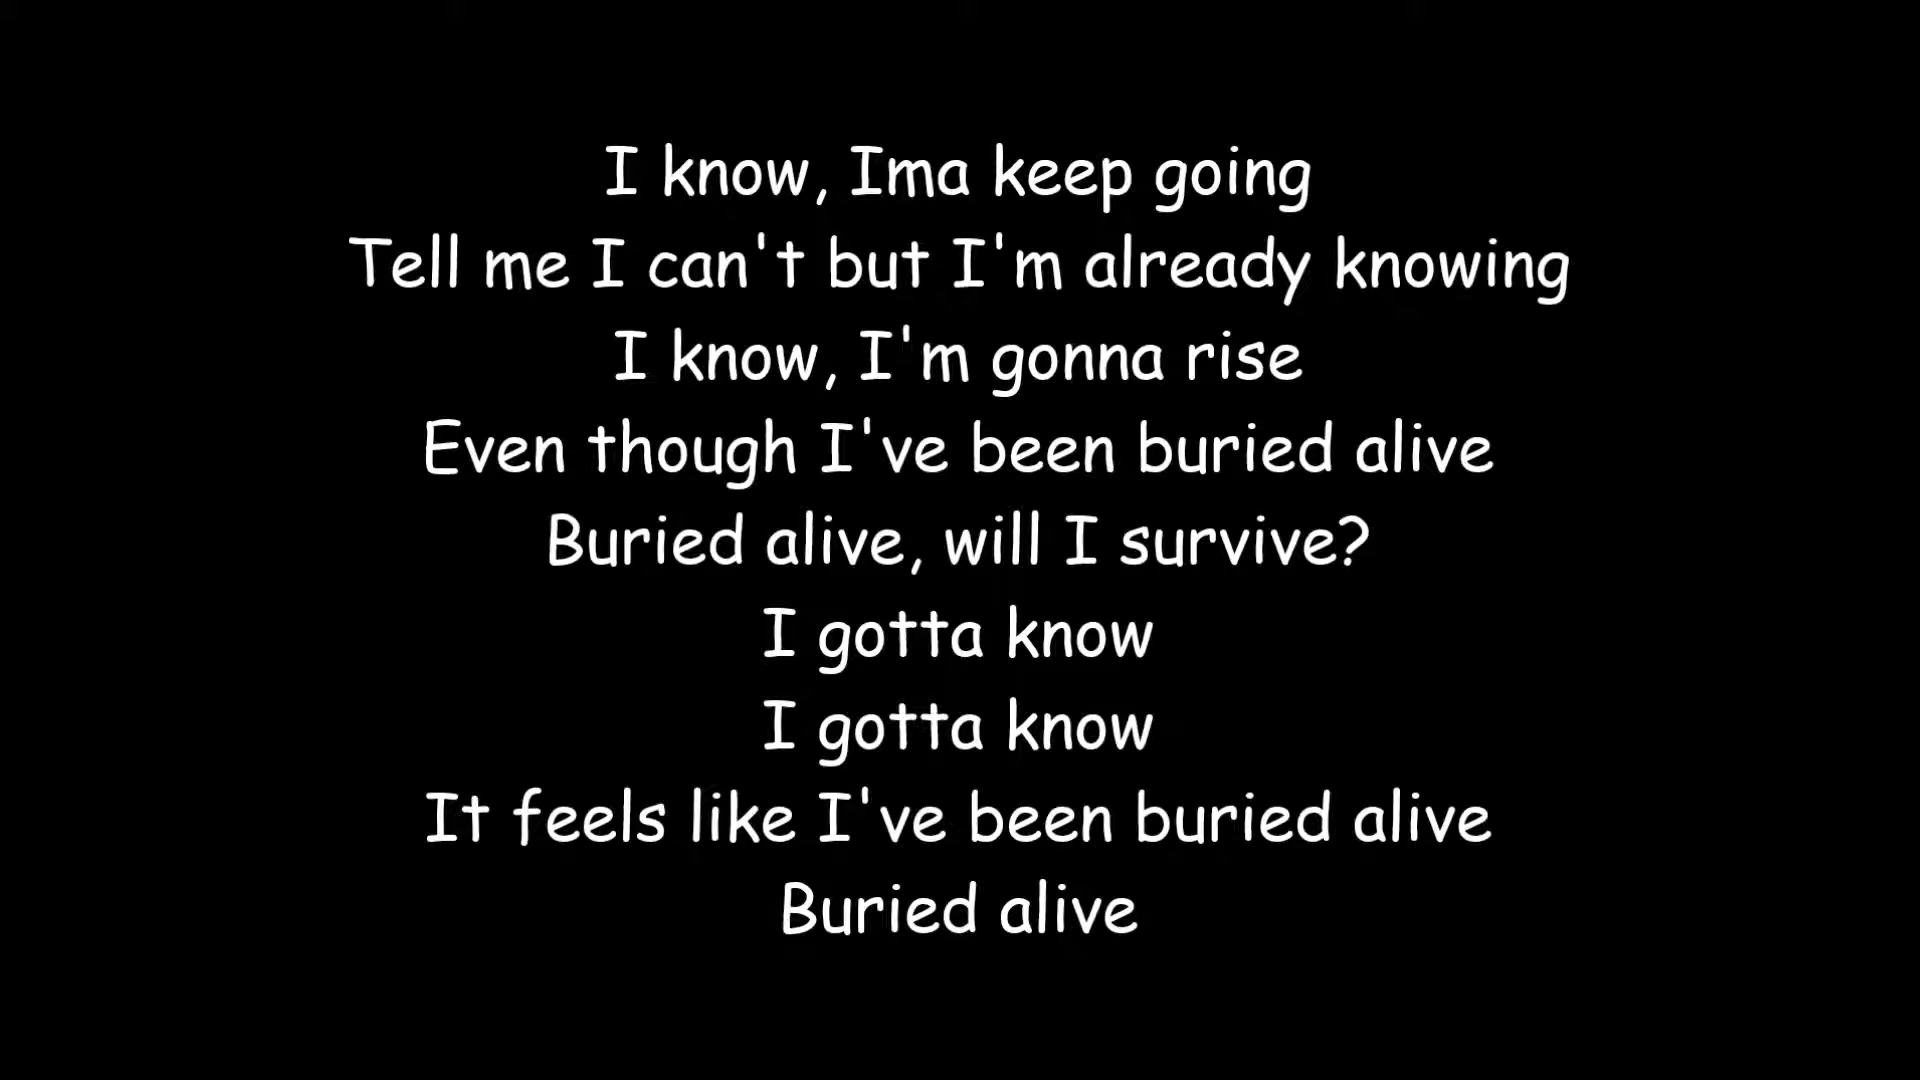 I know, Ima keep going
Tell me I can't but I'm already knowing
I know, I'm gonna rise
Even though I've been buried alive
Buried alive, will I survive?
I gotta know
I gotta know
It feels like I've been buried alive
Buried alive